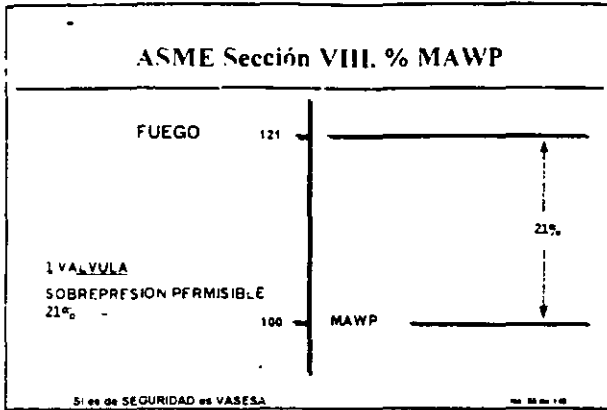 ASME Sección VIII. % MAWP
FUEGO 121
21%
1 VALVULA
SOBREPRESION PERMISIBLE
21%
100 MAWP
Si es de SEGURIDAD es VASESA